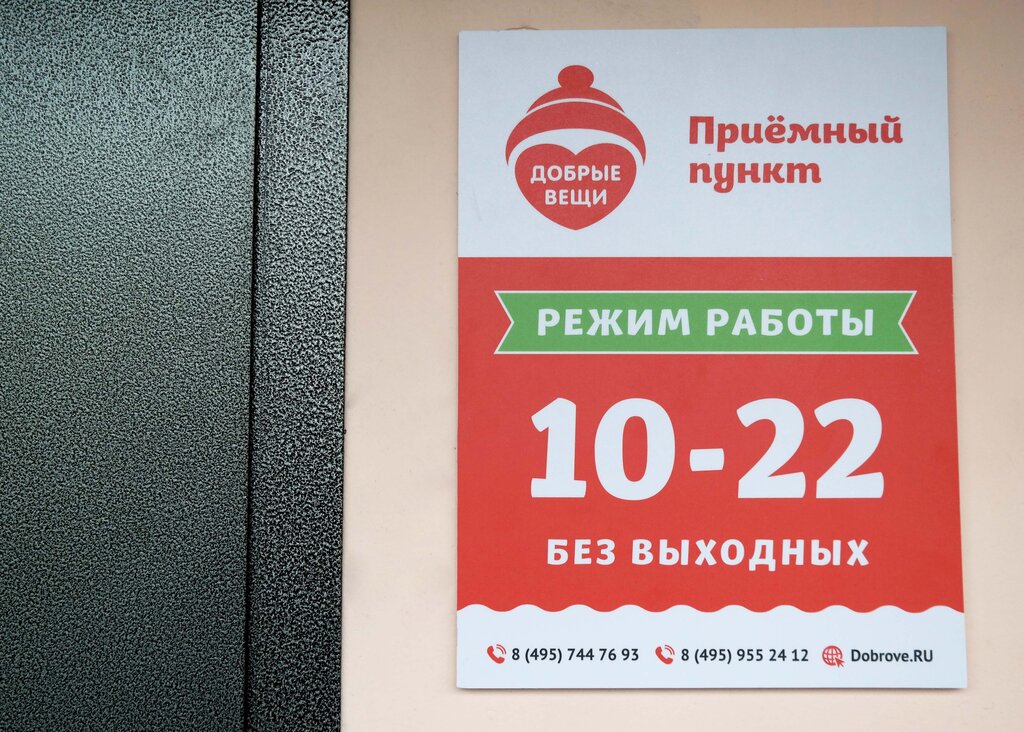 ДОБРЫЕ
ВЕЩИ
Приёмный
пункт
РЕЖИМ РАБОТЫ
10-22
БЕЗ ВЫХОДНЫХ
8 (495) 744 76 93 8 (495) 955 24 12 Dobrove.RU